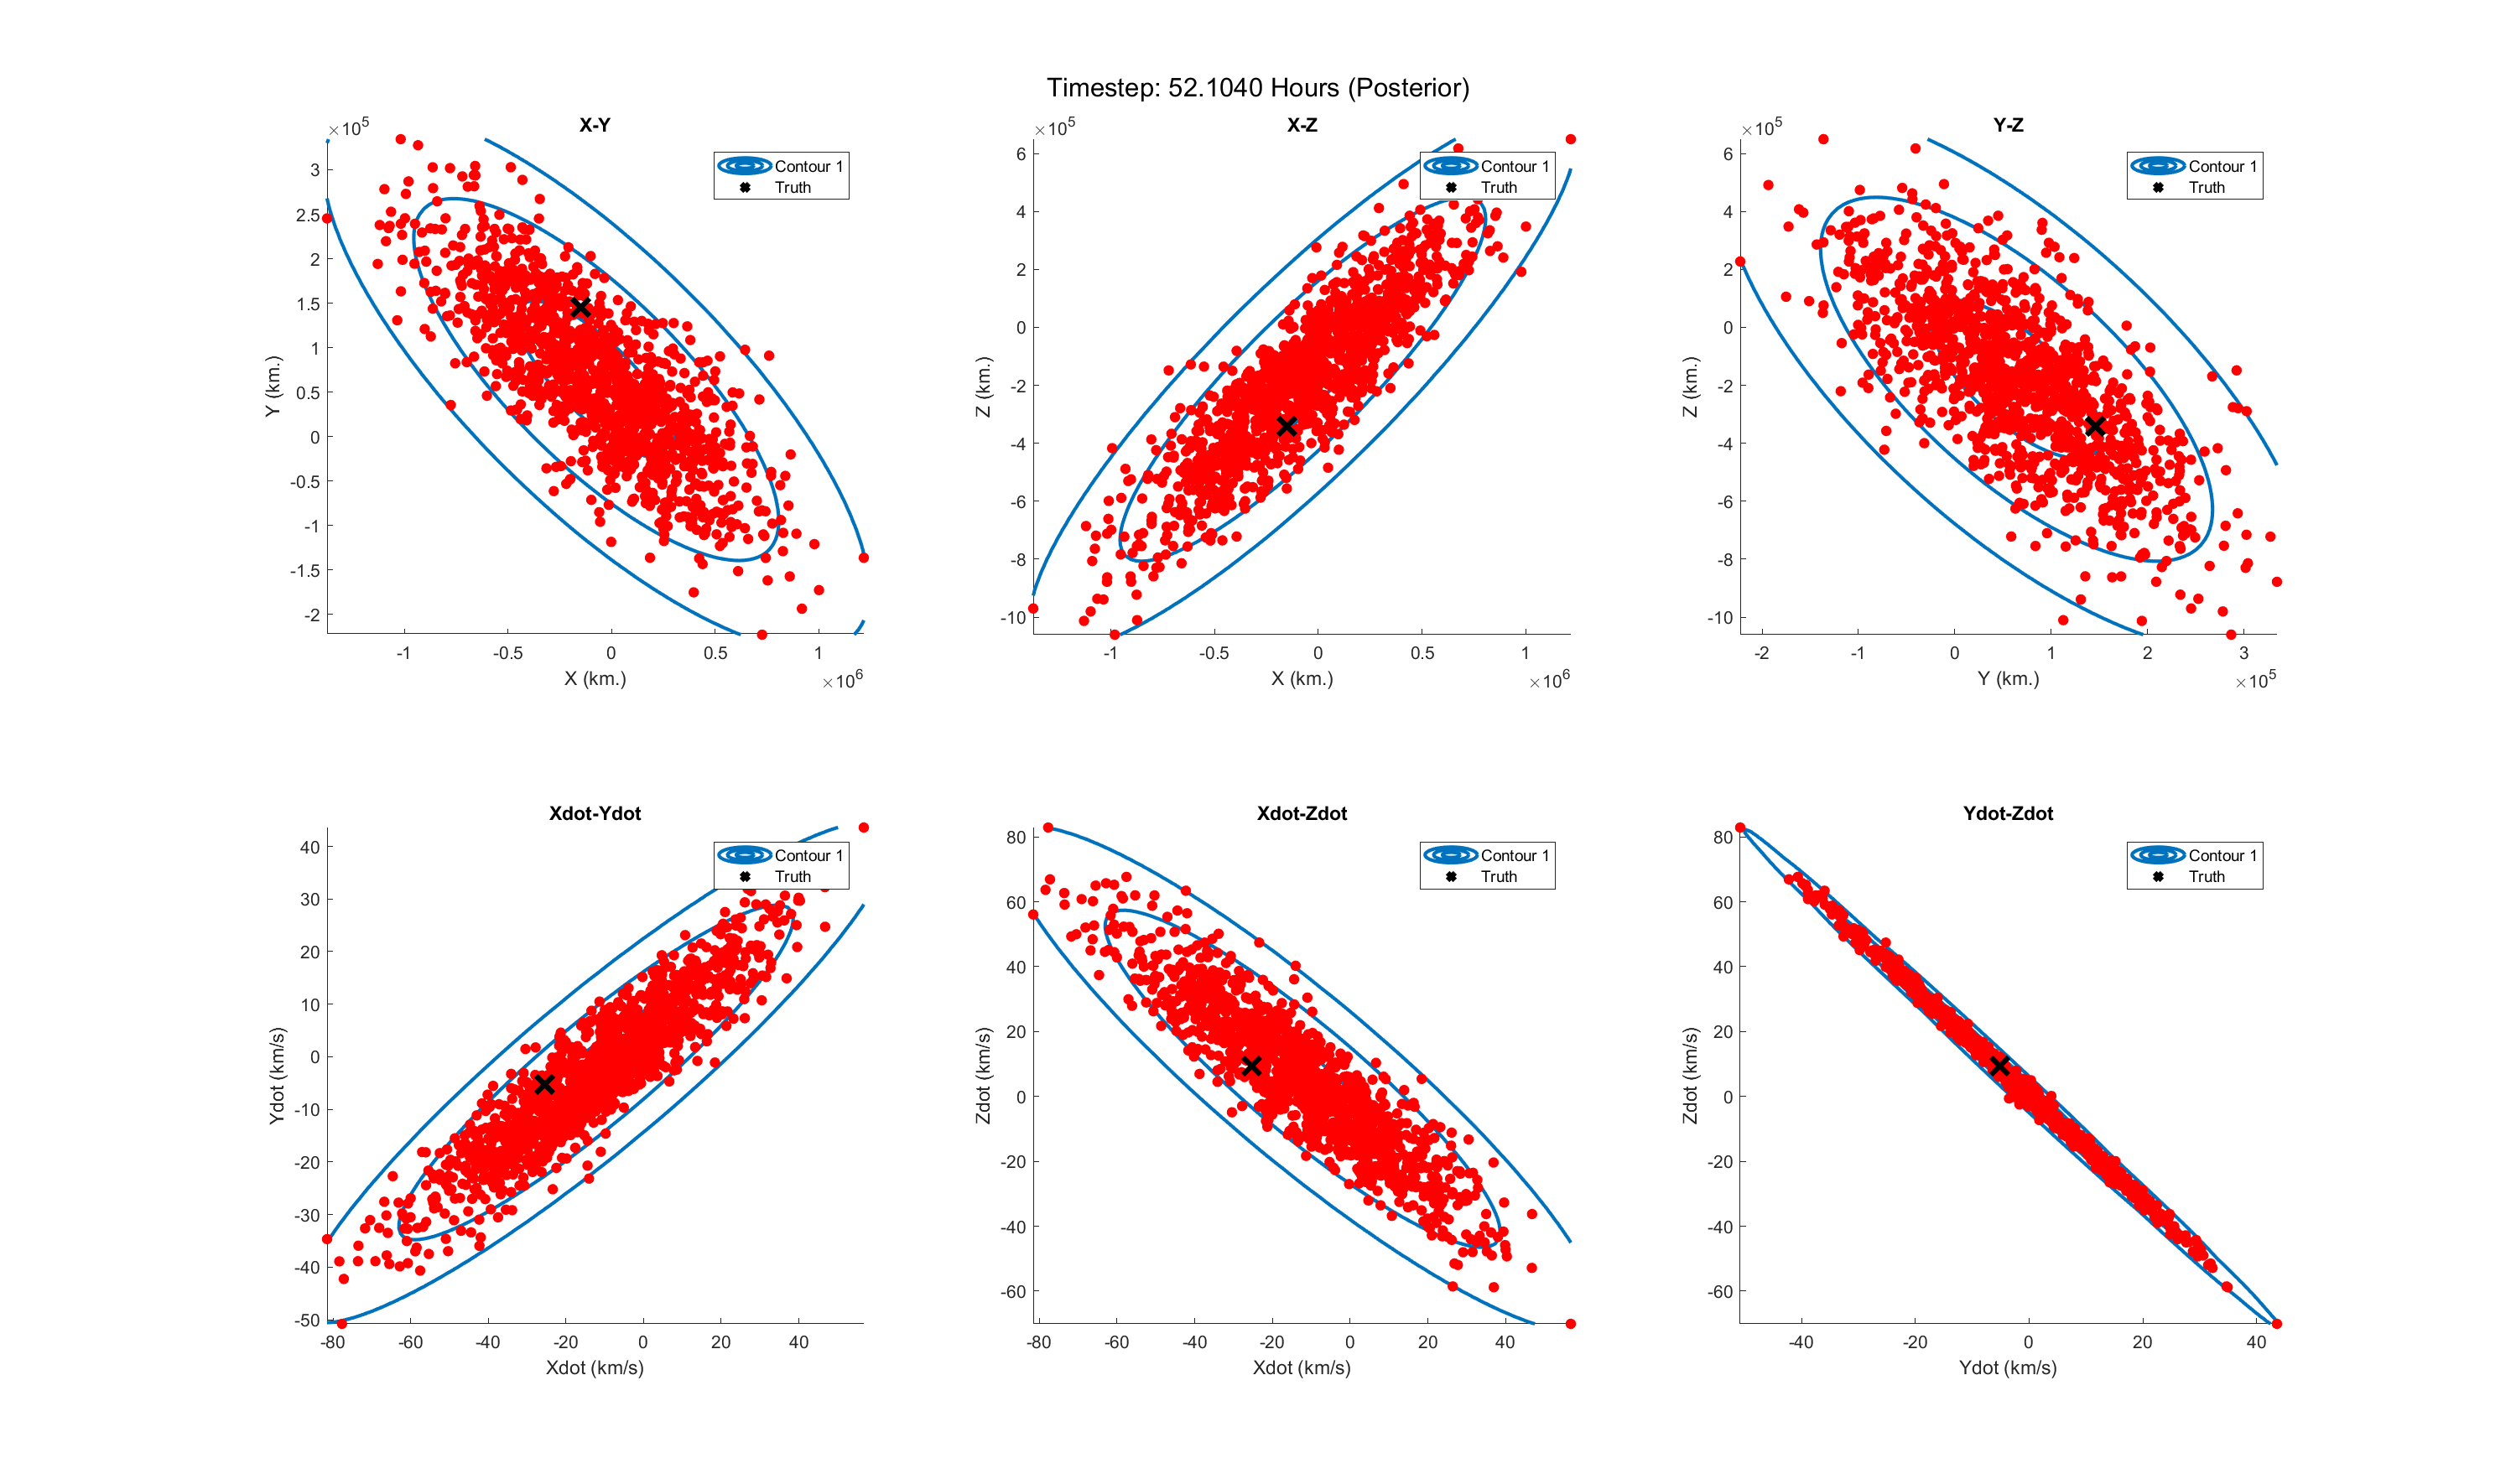 Timestep: 52.1040 Hours (Posterior)
X-Y
×10^5
3
2.5
2
1.5
1
0.5
0
-0.5
-1
-1.5
-2
Y (km.)
-1 -0.5 0 0.5 1
X (km.)
×10^6
Contour 1
Truth
X-Z
×10^5
6
4
2
0
-2
-4
-6
-8
-10
Z (km.)
-1 -0.5 0 0.5 1
X (km.)
×10^6
Contour 1
Truth
Y-Z
×10^5
6
4
2
0
-2
-4
-6
-8
-10
Z (km.)
-2 -1 0 1 2 3
Y (km.)
×10^5
Contour 1
Truth
Xdot-Ydot
40
30
20
10
0
-10
-20
-30
-40
-50
Ydot (km/s)
-80 -60 -40 -20 0 20 40
Xdot (km/s)
Contour 1
Truth
Xdot-Zdot
80
60
40
20
0
-20
-40
-60
Zdot (km/s)
-80 -60 -40 -20 0 20 40
Xdot (km/s)
Contour 1
Truth
Ydot-Zdot
80
60
40
20
0
-20
-40
-60
Zdot (km/s)
-40 -20 0 20 40
Ydot (km/s)
Contour 1
Truth